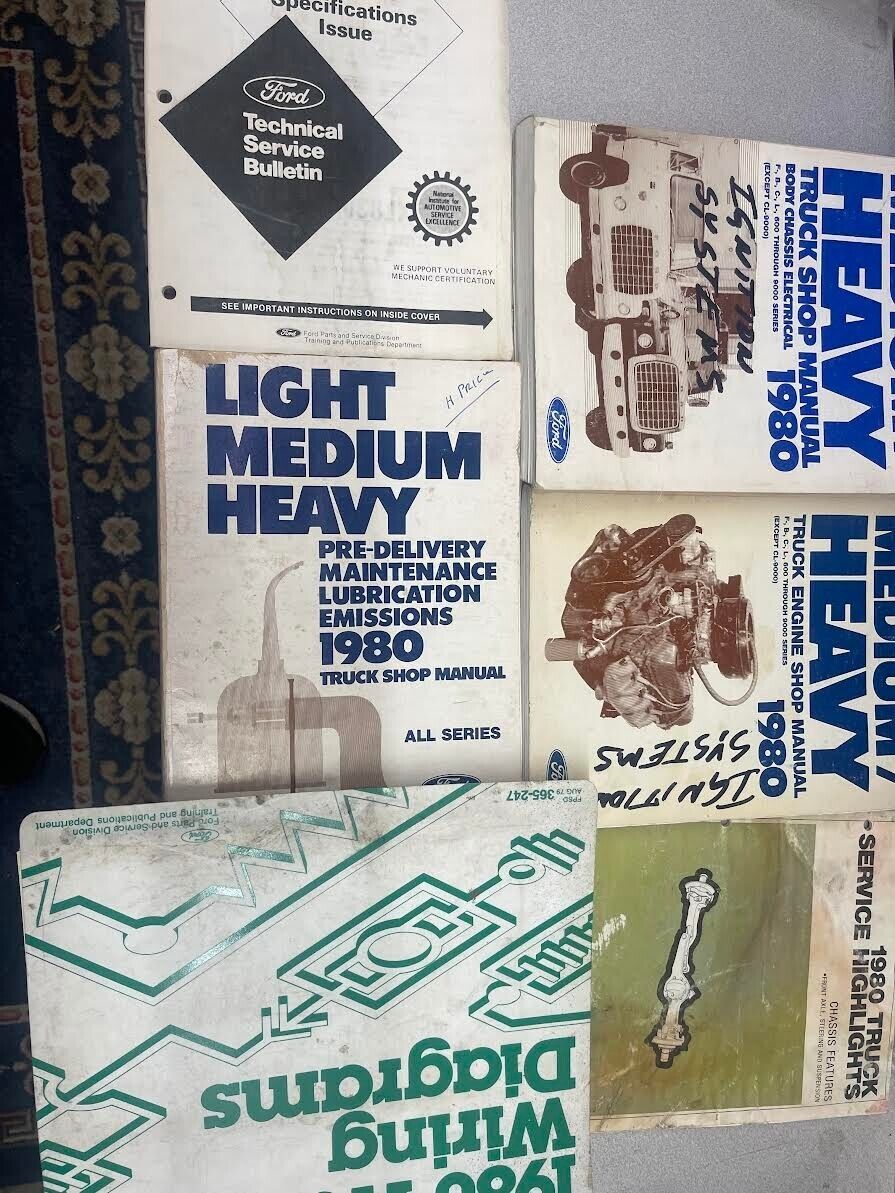 Specifications
Issue
Ford
Technical
Service
Bulletin
National
Institute for
AUTOMOTIVE
SERVICE
EXCELLENCE
WE SUPPORT VOLUNTARY
MECHANIC CERTIFICATION
SEE IMPORTANT INSTRUCTIONS ON INSIDE COVER
Ford Ford Parts and Service Division
Training and Publications Department
HEAVY
TRUCK SHOP MANUAL
BODY CHASSIS ELECTRICAL 1980
F, B, C, L, 600 THROUGH 9000 SERIES
(EXCEPT CL-9000)
IGNITION
SYSTEMS
Ford
LIGHT
MEDIUM
HEAVY
H PRICE
PRE-DELIVERY
MAINTENANCE
LUBRICATION
EMISSIONS
1980
TRUCK SHOP MANUAL
ALL SERIES
Ford
MEDIUM
HEAVY
TRUCK ENGINE SHOP MANUAL
F, B, C, L, 600 THROUGH 9000 SERIES
(EXCEPT CL-9000)
1980
IGNITION
SYSTEMS
Ford
1980
Wiring
Diagrams
FPSD 365-247
AUG 79
Ford
Ford Parts and Service Division
Training and Publications Department
1980 TRUCK
SERVICE HIGHLIGHTS
CHASSIS FEATURES
•FRONT AXLE, STEERING AND SUSPENSION